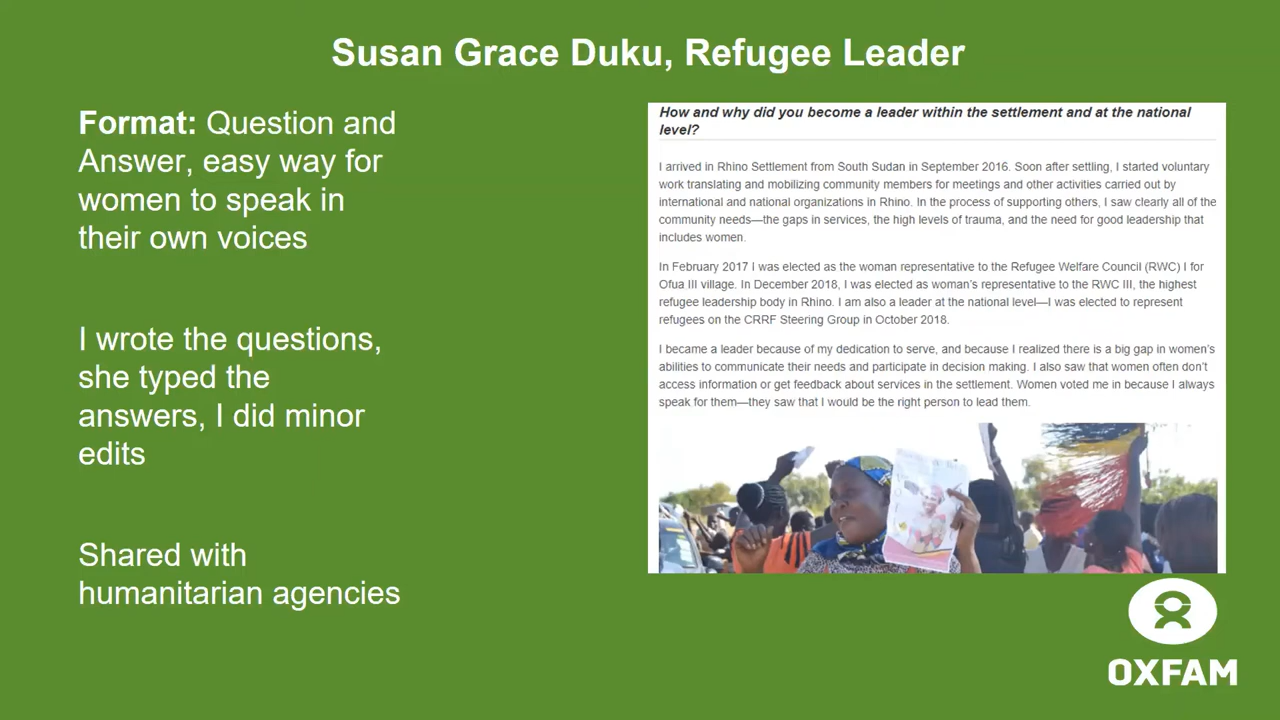 Susan Grace Duku, Refugee Leader
Format: Question and
Answer, easy way for
women to speak in
their own voices
I wrote the questions,
she typed the
answers, I did minor
edits
Shared with
humanitarian agencies
How and why did you become a leader within the settlement and at the national
level?
I arrived in Rhino Settlement from South Sudan in September 2016. Soon after settling, I started voluntary
work translating and mobilizing community members for meetings and other activities carried out by
international and national organizations in Rhino. In the process of supporting others, I saw clearly all of the
community needs—the gaps in services, the high levels of trauma, and the need for good leadership that
includes women.
In February 2017 I was elected as the woman representative to the Refugee Welfare Council (RWC) I for
Ofua III village. In December 2018, I was elected as woman's representative to the RWC III, the highest
refugee leadership body in Rhino. I am also a leader at the national level—I was elected to represent
refugees on the CRRF Steering Group in October 2018.
I became a leader because of my dedication to serve, and because I realized there is a big gap in women's
abilities to communicate their needs and participate in decision making. I also saw that women often don't
access information or get feedback about services in the settlement. Women voted me in because I always
speak for them—they saw that I would be the right person to lead them.
OXFAM